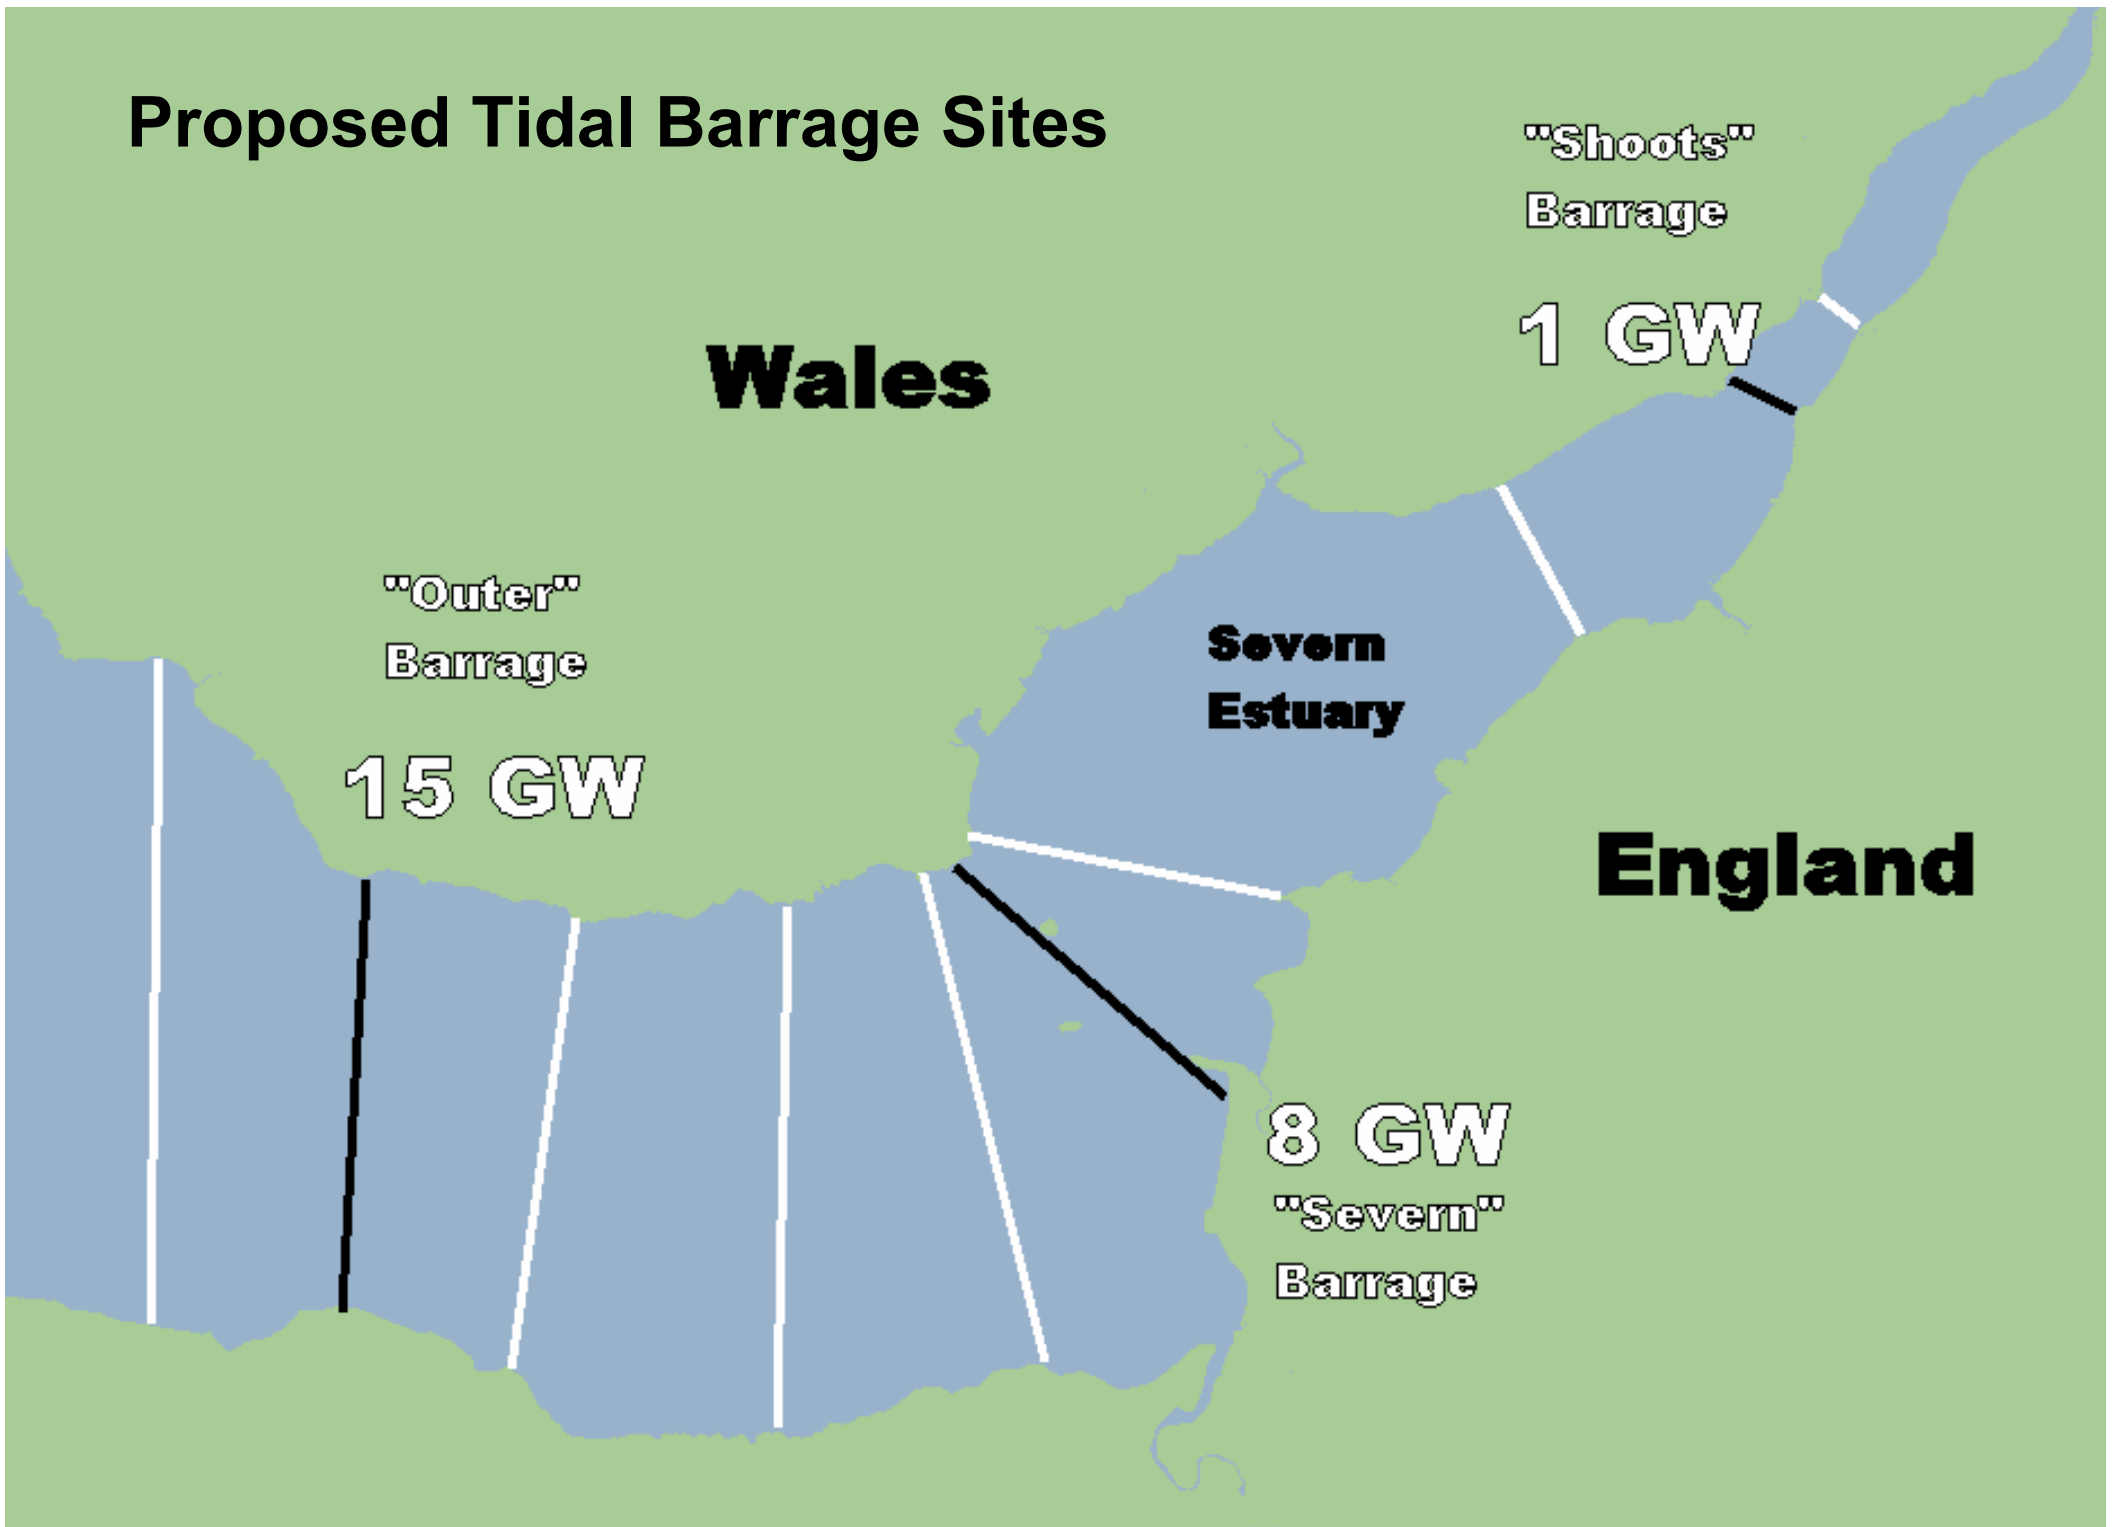 Proposed Tidal Barrage Sites
"Shoots"
Barrage
1 GW
Wales
"Outer"
Barrage
15 GW
Severn
Estuary
England
8 GW
"Severn"
Barrage